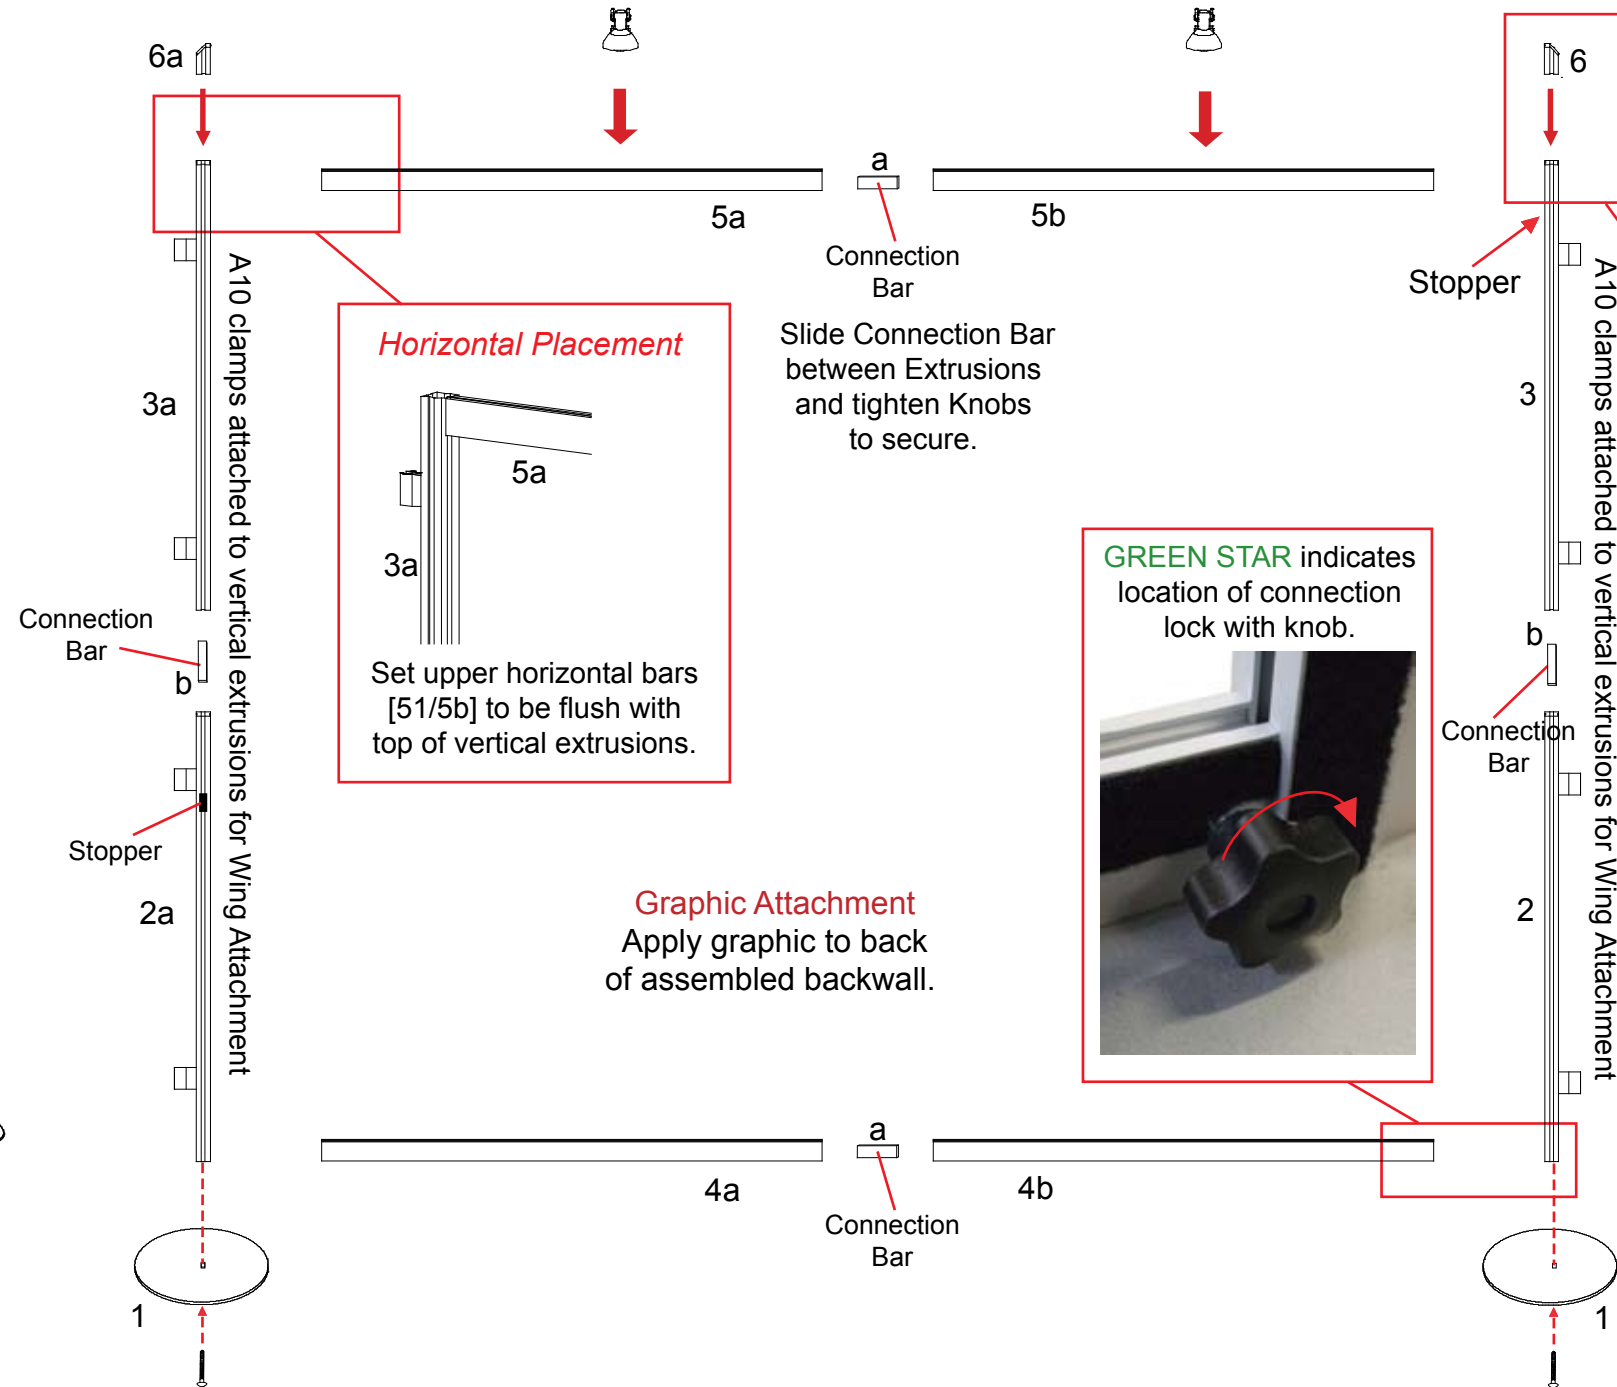 6a
6
a
5a
5b
Connection
Bar
Stopper
A10 clamps attached to vertical extrusions for Wing Attachment
A10 clamps attached to vertical extrusions for Wing Attachment
Horizontal Placement
5a
3a
Set upper horizontal bars
[51/5b] to be flush with
top of vertical extrusions.
Slide Connection Bar
between Extrusions
and tighten Knobs
to secure.
3a
3
GREEN STAR indicates
location of connection
lock with knob.
Connection
Bar
b
b
Connection
Bar
Stopper
2a
2
Graphic Attachment
Apply graphic to back
of assembled backwall.
a
4a
4b
Connection
Bar
1
1